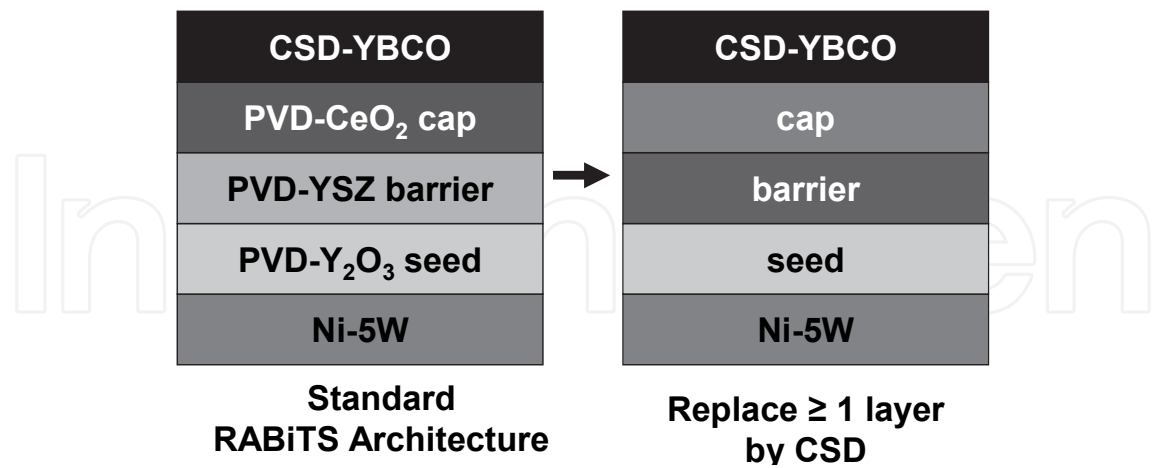 CSD-YBCO
PVD-CeO₂ cap
PVD-YSZ barrier
PVD-Y₂O₃ seed
Ni-5W
Standard
RABiTS Architecture
CSD-YBCO
cap
barrier
seed
Ni-5W
Replace ≥ 1 layer
by CSD